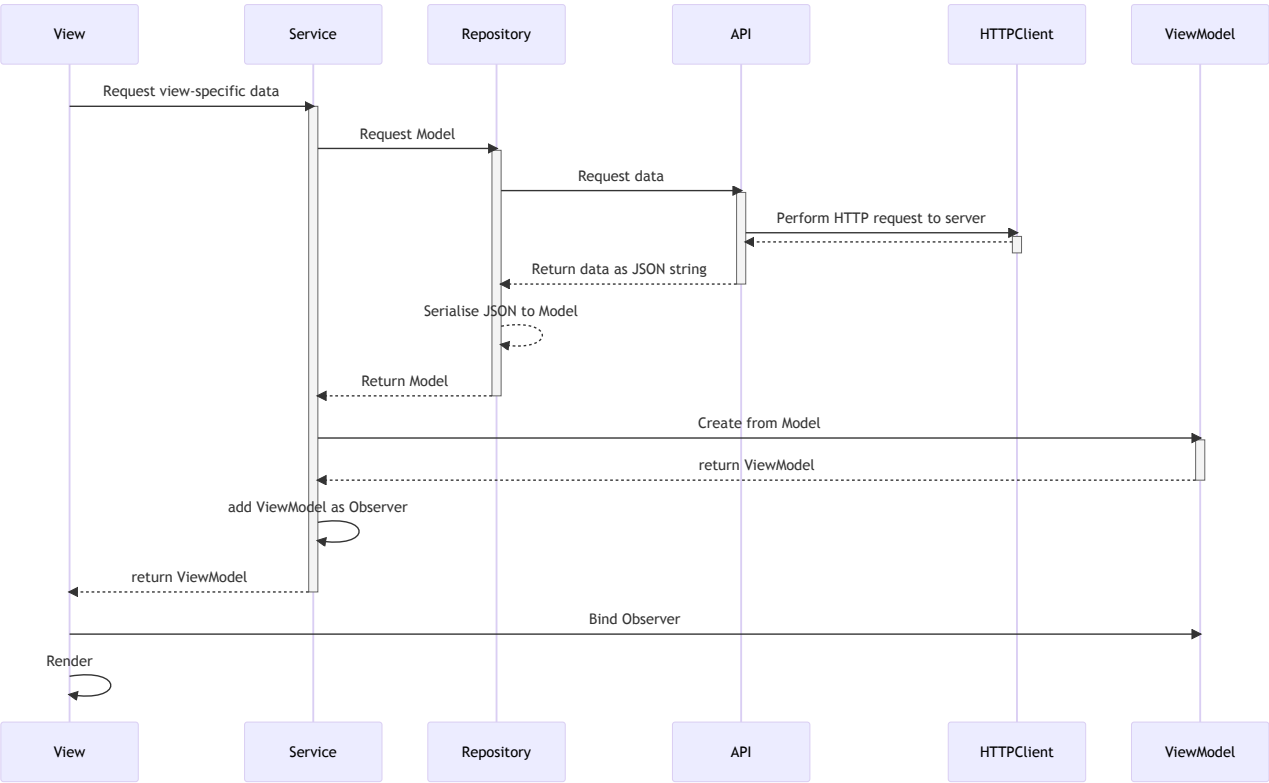 View
Service
Repository
API
HTTPClient
ViewModel
Request view-specific data
Request Model
Request data
Perform HTTP request to server
Return data as JSON string
Serialise JSON to Model
Return Model
Create from Model
return ViewModel
add ViewModel as Observer
return ViewModel
Bind Observer
Render
View
Service
Repository
API
HTTPClient
ViewModel